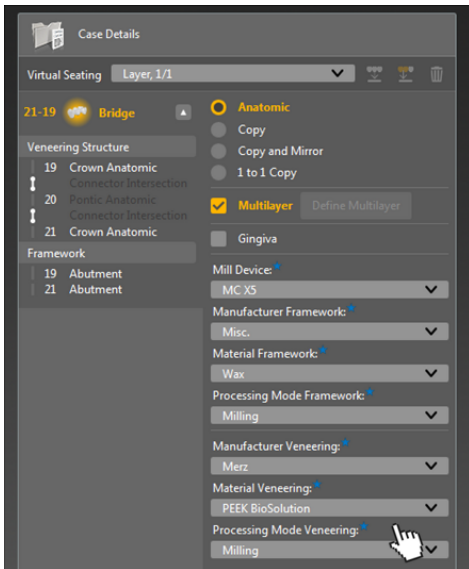 Case Details
Virtual Seating Layer, 1/1
21-19 Bridge
Veneering Structure
19 Crown Anatomic
Connector Intersection
20 Pontic Anatomic
Connector Intersection
21 Crown Anatomic
Framework
19 Abutment
21 Abutment
Anatomic
Copy
Copy and Mirror
1 to 1 Copy
Multilayer Define Multilayer
Gingiva
Mill Device:*
MC X5
Manufacturer Framework:*
Misc.
Material Framework:*
Wax
Processing Mode Framework:*
Milling
Manufacturer Veneering:*
Merz
Material Veneering:*
PEEK BioSolution
Processing Mode Veneering:*
Milling